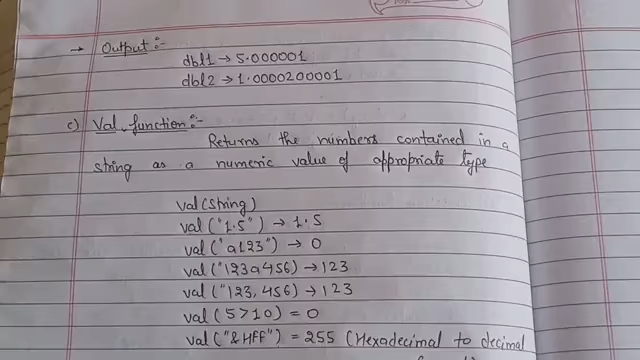 → Output :-
dbl1 → 5.000001
dbl2 → 1.0000200001
c) Val function :-
Returns the numbers contained in a
string as a numeric value of appropriate type
val(string)
val("1.5") → 1.5
val("a123") → 0
val("123a456) → 123
val("123,456) → 123
val(5>10) = 0
val("&HFF") = 255 (Hexadecimal to decimal